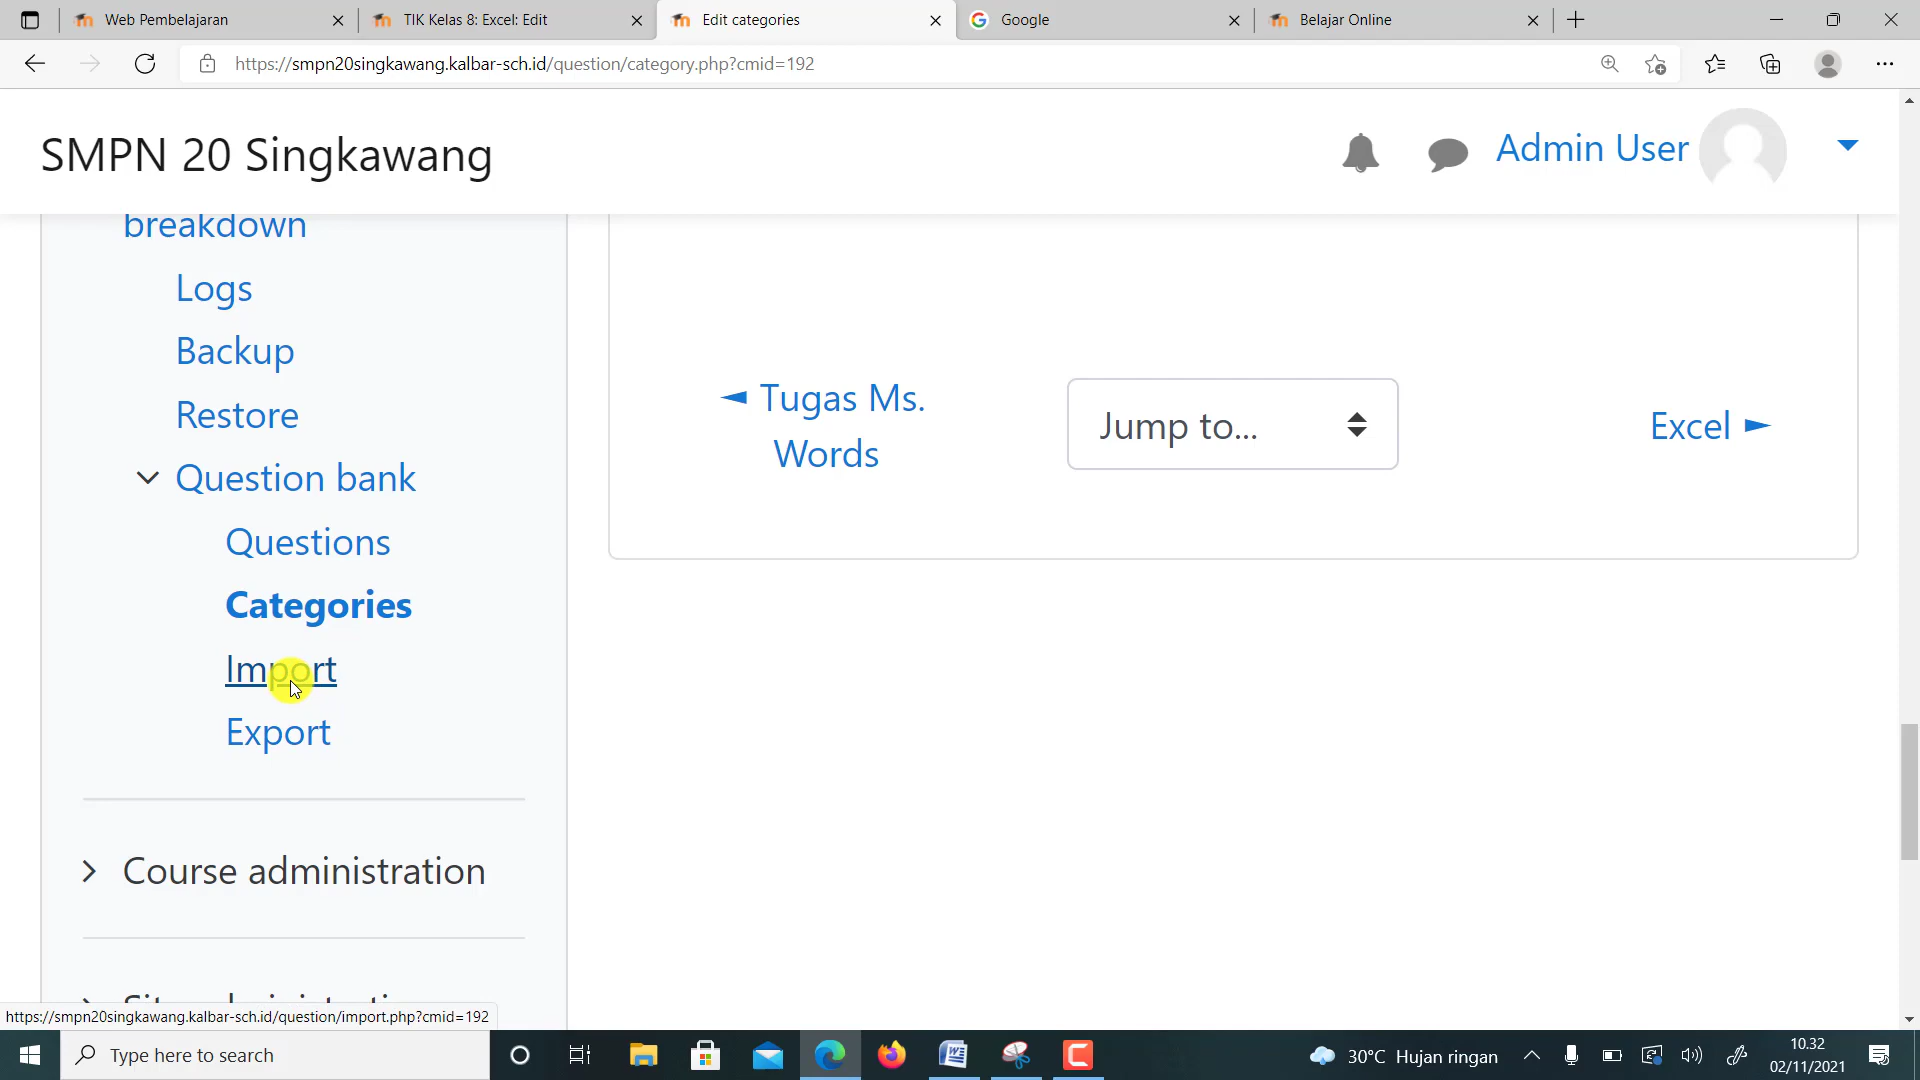 Web Pembelajaran
TIK Kelas 8: Excel: Edit
Edit categories
Google
Belajar Online
https://smpn20singkawang.kalbar-sch.id/question/category.php?cmid=192
SMPN 20 Singkawang
Admin User
breakdown
Logs
Backup
Restore
Question bank
Questions
Categories
Import
Export
Course administration
◄ Tugas Ms.
Words
Jump to...
Excel ►
https://smpn20singkawang.kalbar-sch.id/question/import.php?cmid=192
Type here to search
30°C Hujan ringan
10.32
02/11/2021